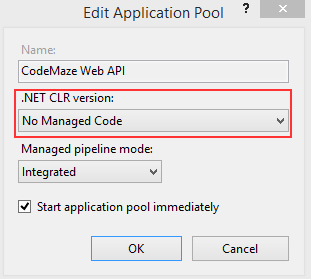 Edit Application Pool
?
Name:
CodeMaze Web API
.NET CLR version:
No Managed Code
Managed pipeline mode:
Integrated
Start application pool immediately
OK
Cancel